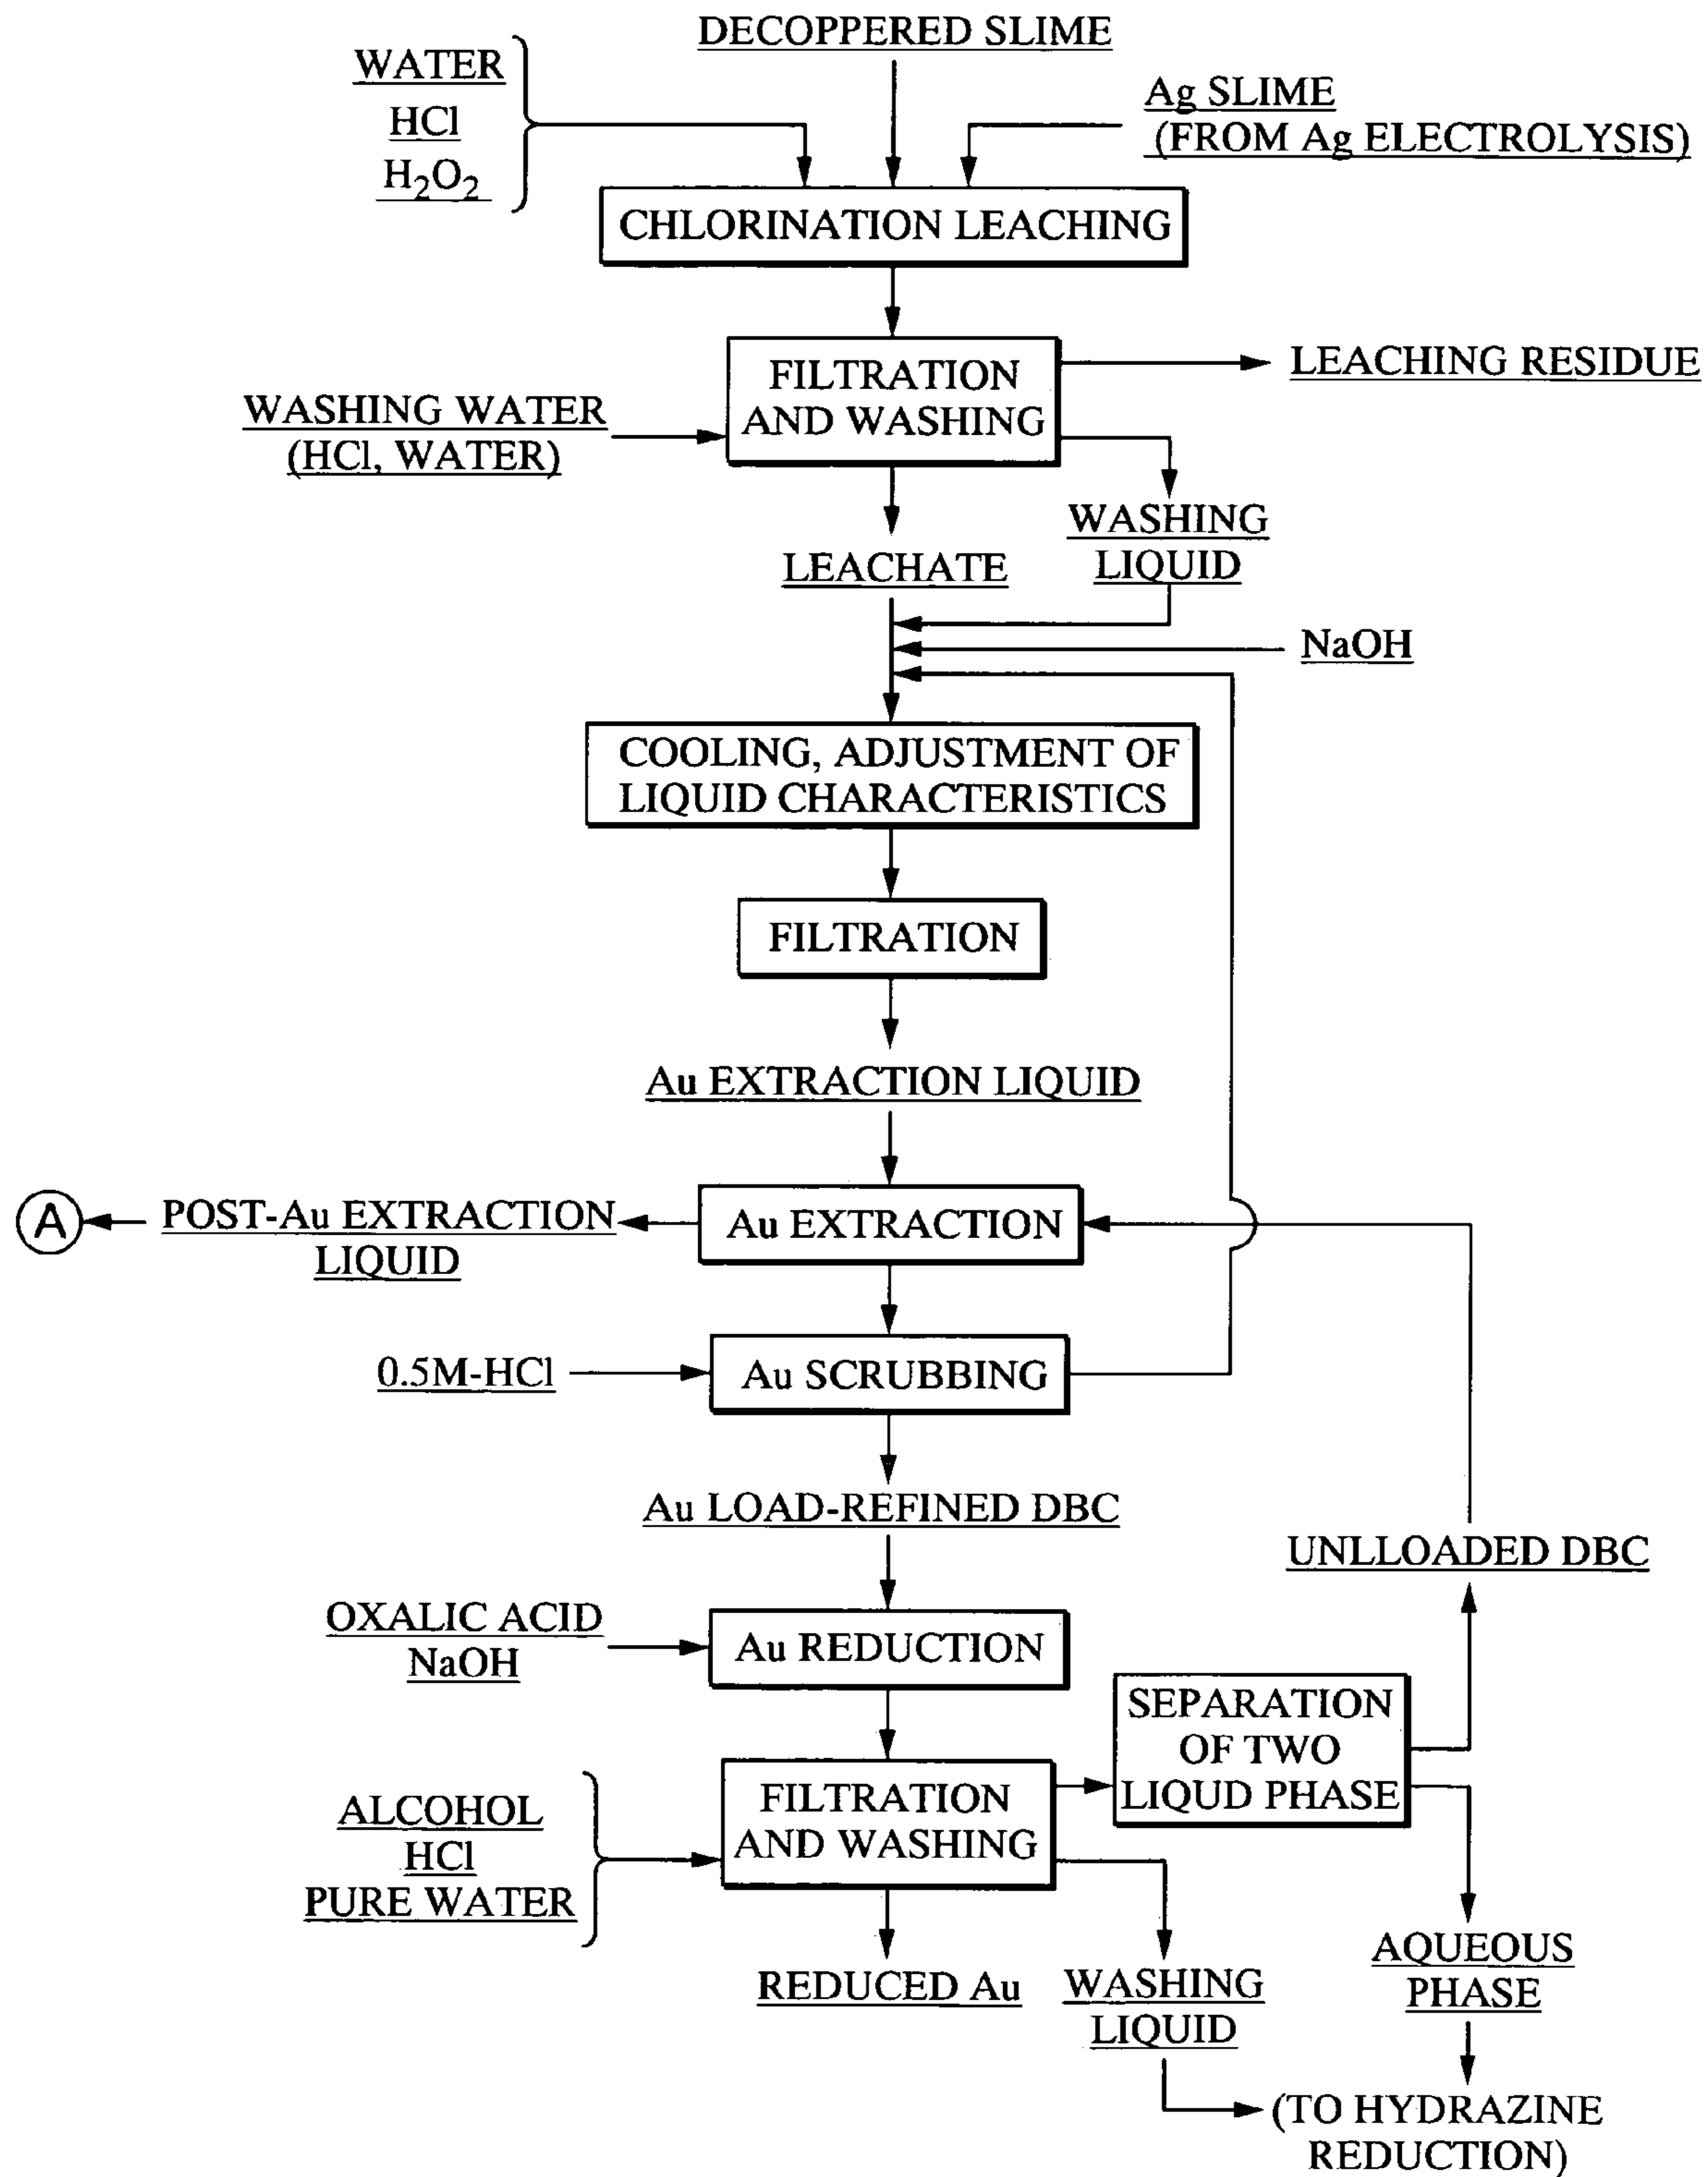 DECOPPERED SLIME
WATER
HCl
H2O2
Ag SLIME
(FROM Ag ELECTROLYSIS)
CHLORINATION LEACHING
FILTRATION
AND WASHING
LEACHING RESIDUE
WASHING WATER
(HCl, WATER)
WASHING
LIQUID
LEACHATE
NaOH
COOLING, ADJUSTMENT OF
LIQUID CHARACTERISTICS
FILTRATION
Au EXTRACTION LIQUID
A
POST-Au EXTRACTION
LIQUID
Au EXTRACTION
0.5M-HCl
Au SCRUBBING
Au LOAD-REFINED DBC
UNLLOADED DBC
OXALIC ACID
NaOH
Au REDUCTION
SEPARATION
OF TWO
LIQUD PHASE
ALCOHOL
HCl
PURE WATER
FILTRATION
AND WASHING
REDUCED Au
WASHING
LIQUID
AQUEOUS
PHASE
(TO HYDRAZINE
REDUCTION)